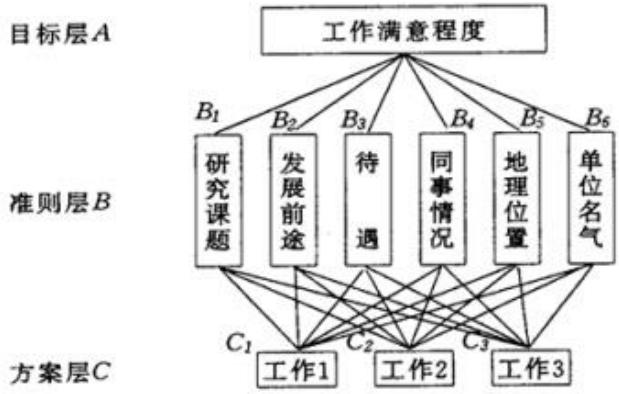 目标层A
工作满意程度
B1 B2 B3 B4 B5 B6
准则层B
研究课题
发展前途
待遇
同事情况
地理位置
单位名气
C1 C2 C3
方案层C
工作1
工作2
工作3